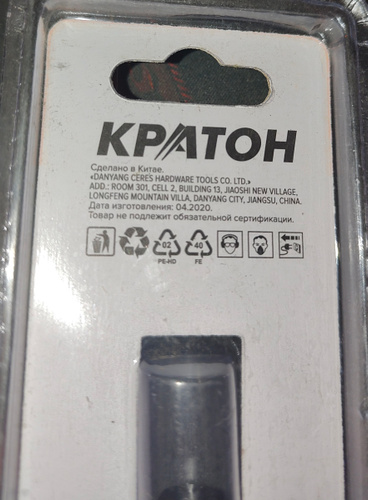 КРАТОН
Сделано в Китае.
«DANYANG CERES HARDWARE TOOLS CO. LTD.»
ADD.: ROOM 301, CELL 2, BUILDING 13, JIAOSHI NEW VILLAGE,
LONGFENG MOUNTAIN VILLA, DANYANG CITY, JIANGSU, CHINA.
Дата изготовления: 04.2020.
Товар не подлежит обязательной сертификации.
02 40
PE-HD FE